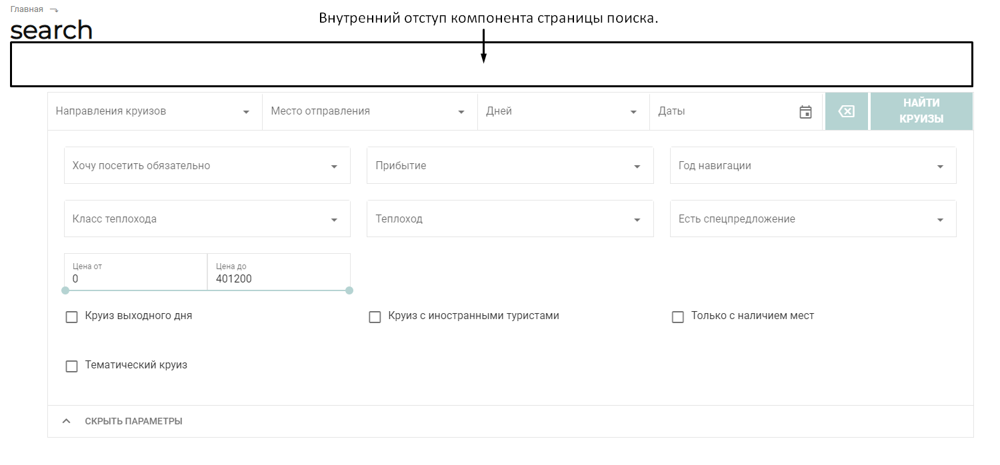 Главная
Внутренний отступ компонента страницы поиска.
search
Направления круизов
Место отправления
Дней
Даты
НАЙТИ
КРУИЗЫ
Хочу посетить обязательно
Прибытие
Год навигации
Класс теплохода
Теплоход
Есть спецпредложение
Цена от
Цена до
0
401200
Круиз выходного дня
Круиз с иностранными туристами
Только с наличием мест
Тематический круиз
СКРЫТЬ ПАРАМЕТРЫ